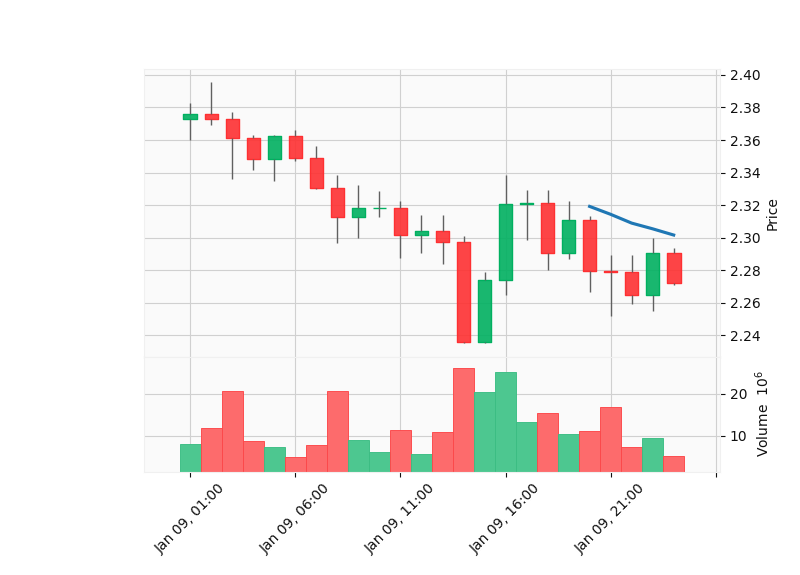 2.40
2.38
2.36
2.34
2.32
2.30
2.28
2.26
2.24
Price
20
10
Volume 10^6
Jan 09, 01:00
Jan 09, 06:00
Jan 09, 11:00
Jan 09, 16:00
Jan 09, 21:00